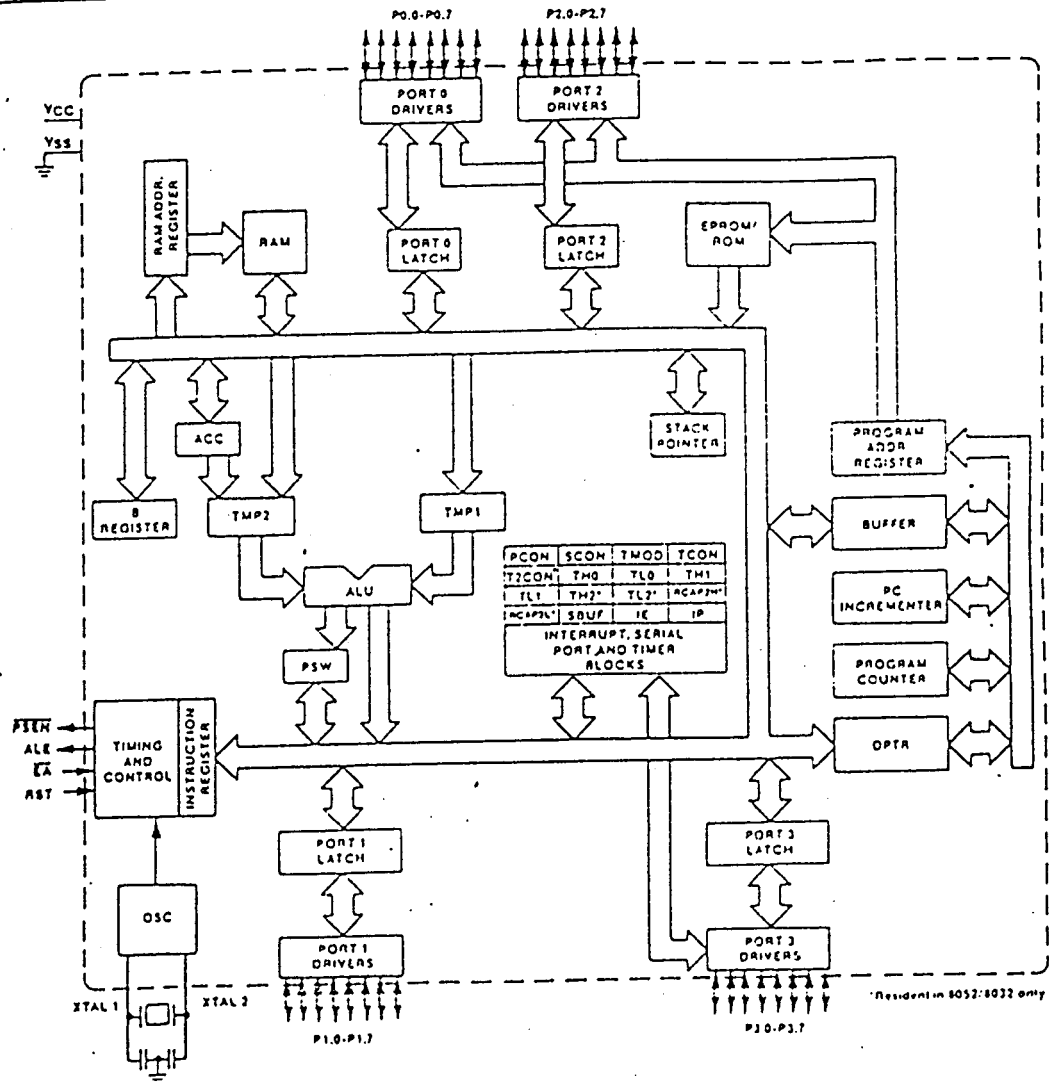 P0.0-P0.7
P2.0-P2.7
VCC
VSS
PORT 0
DRIVERS
PORT 2
DRIVERS
RAM ADDR.
REGISTER
RAM
PORT 0
LATCH
PORT 2
LATCH
EPROM/
ROM
ACC
STACK
POINTER
PROGRAM
ADDR
REGISTER
B
REGISTER
TMP2
TMP1
BUFFER
PCON SCON TMOD TCON
T2CON* TH0 TL0 TH1
TL1 TH2* TL2* RCAP2H*
RCAP2L* SBUF IE IP
INTERRUPT, SERIAL
PORT, AND TIMER
BLOCKS
ALU
PC
INCREMENTER
PSW
PROGRAM
COUNTER
PSEN
ALE
EA
RST
TIMING
AND
CONTROL
INSTRUCTION
REGISTER
DPTR
PORT 1
LATCH
PORT 3
LATCH
OSC
PORT 1
DRIVERS
PORT 3
DRIVERS
XTAL 1
XTAL 2
P1.0-P1.7
P3.0-P3.7
*Resident in 8052/8032 only